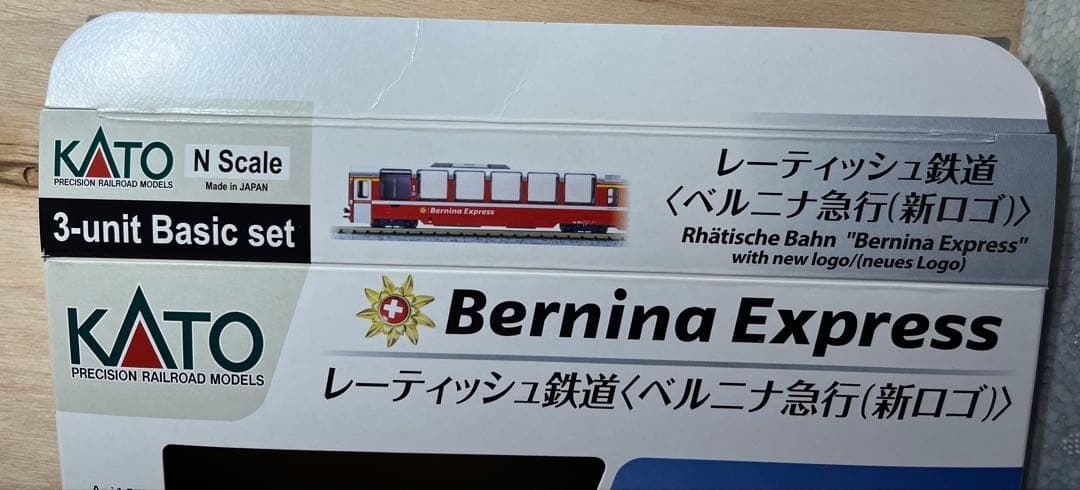 KATO
PRECISION RAILROAD MODELS
N Scale
Made in JAPAN
3-unit Basic set
Bernina Express
レーティッシュ鉄道
〈ベルニナ急行(新ロゴ)〉
Rhätische Bahn "Bernina Express"
with new logo/(neues Logo)
KATO
PRECISION RAILROAD MODELS
Bernina Express
レーティッシュ鉄道〈ベルニナ急行(新ロゴ)〉